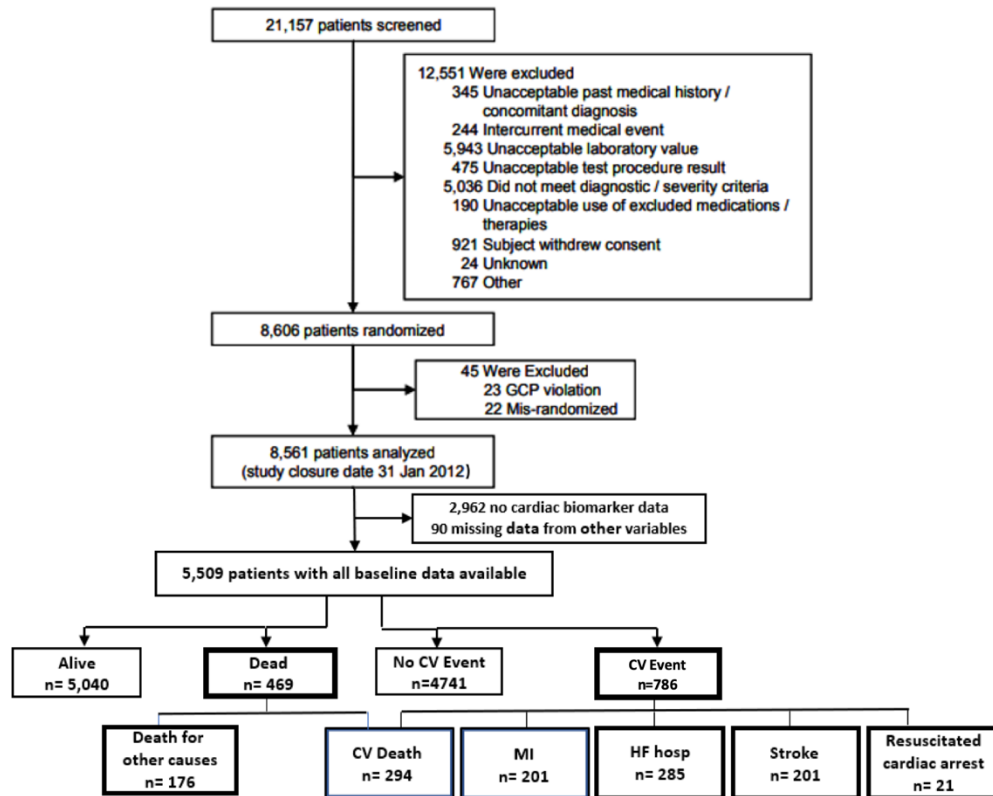 21,157 patients screened
12,551 Were excluded
345 Unacceptable past medical history /
concomitant diagnosis
244 Intercurrent medical event
5,943 Unacceptable laboratory value
475 Unacceptable test procedure result
5,036 Did not meet diagnostic / severity criteria
190 Unacceptable use of excluded medications /
therapies
921 Subject withdrew consent
24 Unknown
767 Other
8,606 patients randomized
45 Were Excluded
23 GCP violation
22 Mis-randomized
8,561 patients analyzed
(study closure date 31 Jan 2012)
2,962 no cardiac biomarker data
90 missing data from other variables
5,509 patients with all baseline data available
Alive
n= 5,040
Dead
n= 469
No CV Event
n=4741
CV Event
n=786
Death for
other causes
n= 176
CV Death
n= 294
MI
n= 201
HF hosp
n= 285
Stroke
n= 201
Resuscitated
cardiac arrest
n= 21